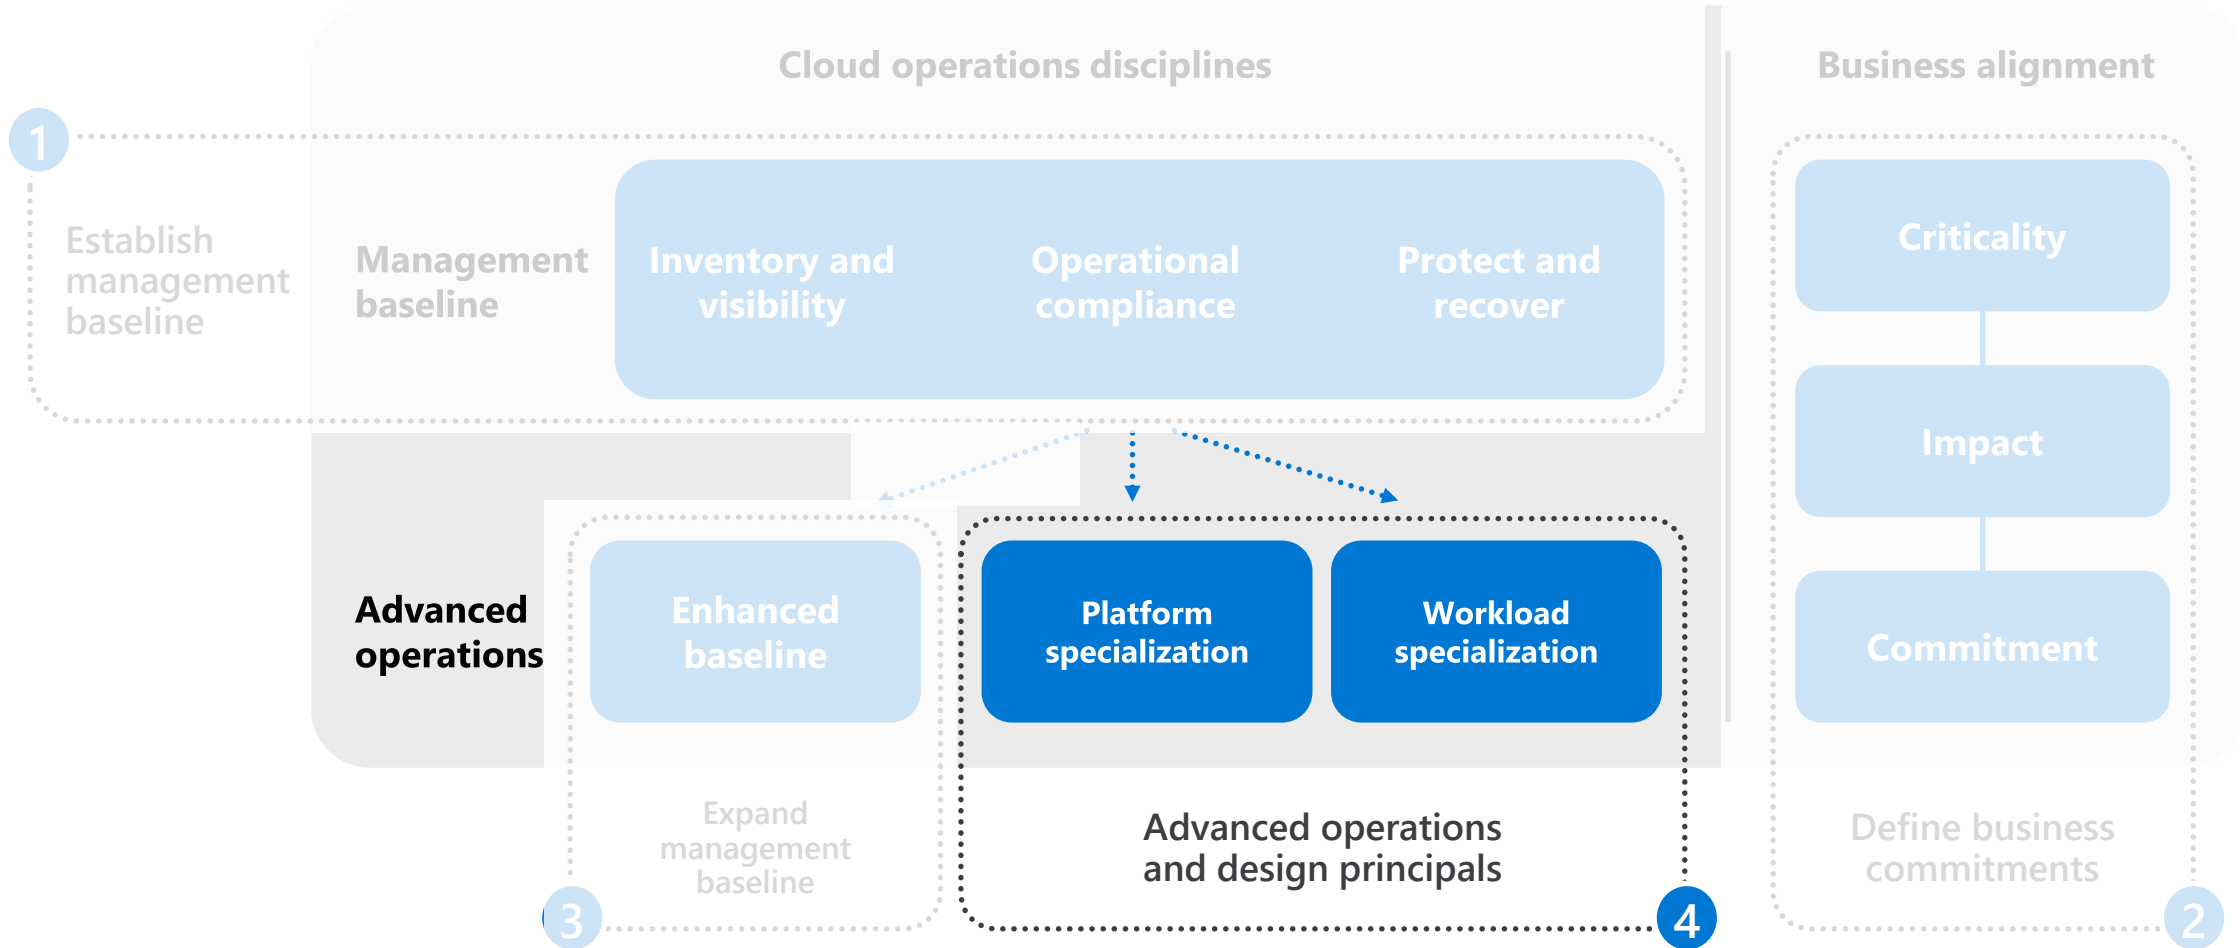 Cloud operations disciplines
Business alignment
1
Establish
management
baseline
Management
baseline
Inventory and
visibility
Operational
compliance
Protect and
recover
Criticality
Impact
Commitment
Advanced
operations
Enhanced
baseline
Platform
specialization
Workload
specialization
Expand
management
baseline
3
Advanced operations
and design principals
4
Define business
commitments
2